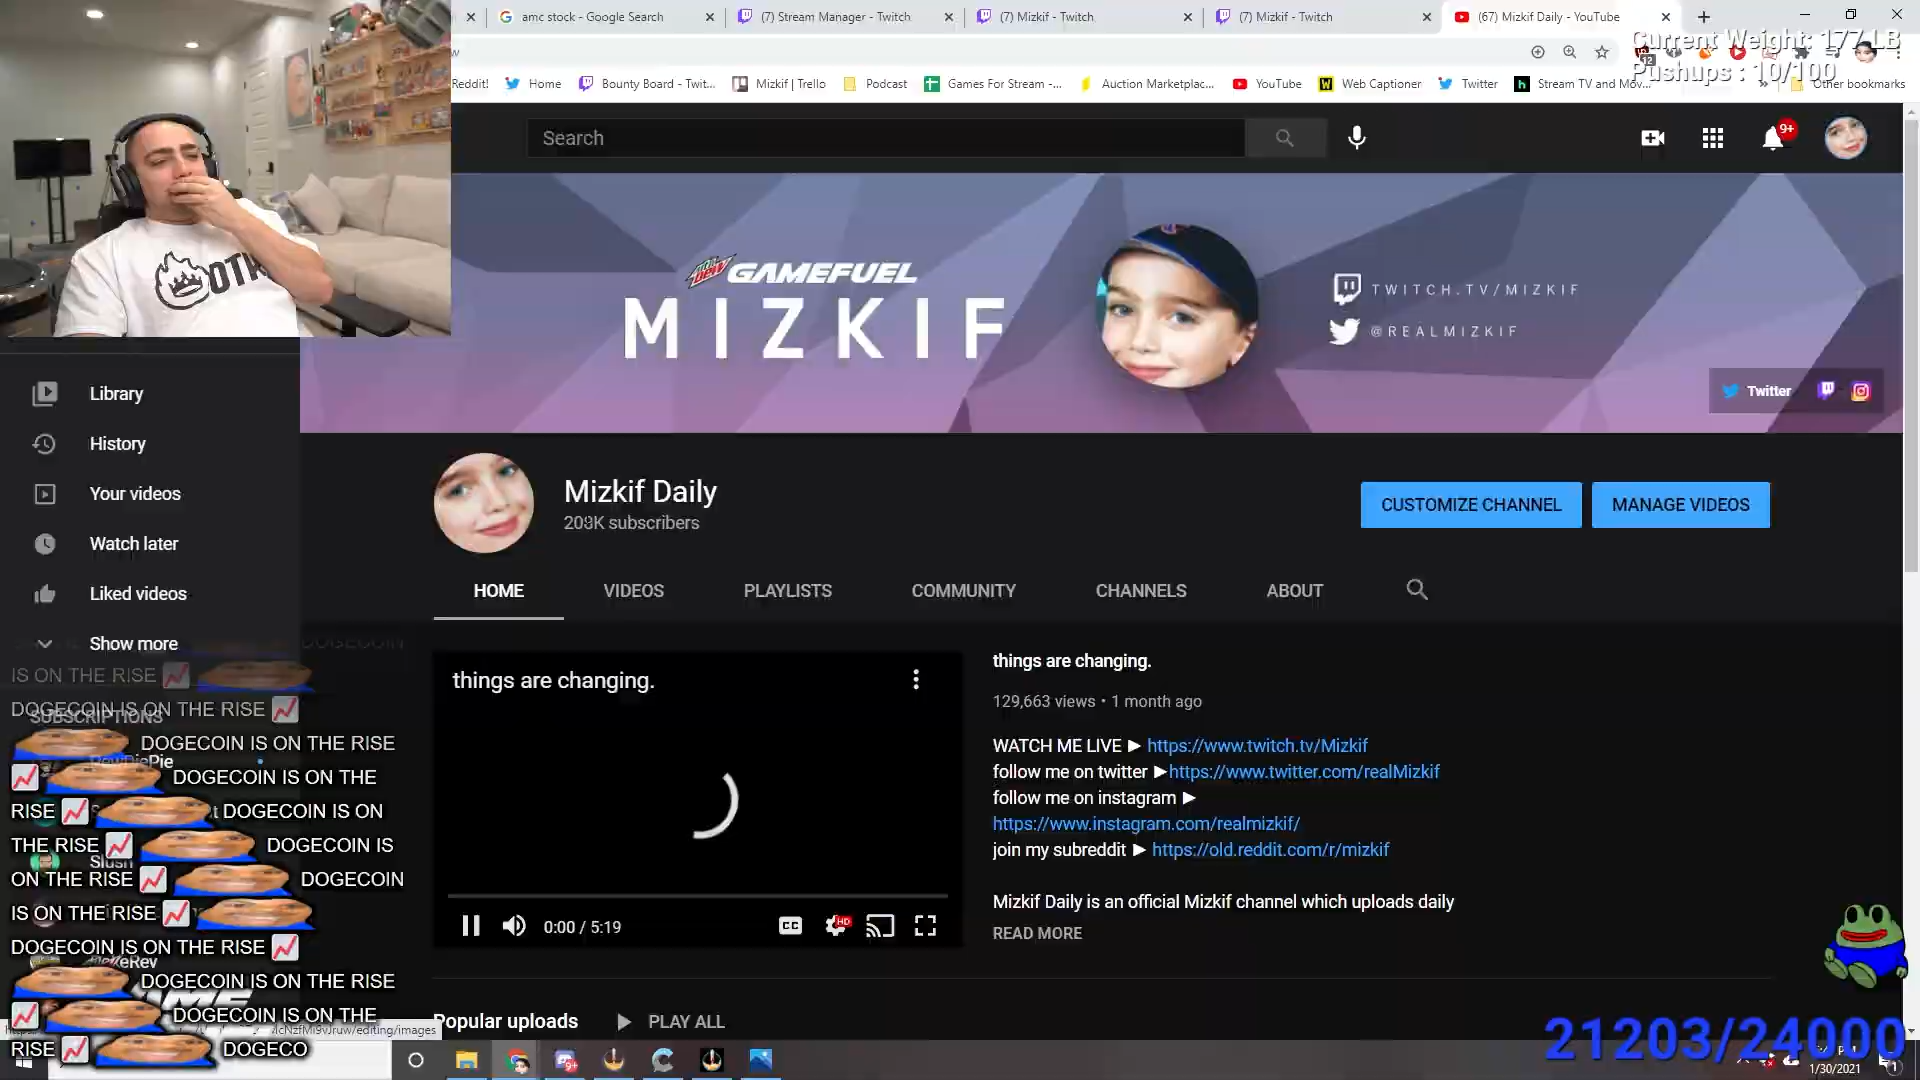 amc stock - Google Search
(7) Stream Manager - Twitch
(7) Mizkif - Twitch
(7) Mizkif - Twitch
(67) Mizkif Daily - YouTube
Current Weight: 177 LB
Pushups : 10/100
Reddit!
Home
Bounty Board - Twit...
Mizkif | Trello
Podcast
Games For Stream -...
Auction Marketplac...
YouTube
Web Captioner
Twitter
Stream TV and Mov...
Other bookmarks
Search
9+
OTK
mtn dew GAMEFUEL
MIZKIF
TWITCH.TV/MIZKIF
@REALMIZKIF
Twitter
Library
History
Your videos
Watch later
Liked videos
Show more
SUBSCRIPTIONS
Mizkif Daily
subscribers
CUSTOMIZE CHANNEL
MANAGE VIDEOS
HOME
VIDEOS
PLAYLISTS
COMMUNITY
CHANNELS
ABOUT
things are changing.
0:00 / 5:19
CC
HD
things are changing.
129,663 views • 1 month ago
WATCH ME LIVE ► https://www.twitch.tv/Mizkif
follow me on twitter ►https://www.twitter.com/realMizkif
follow me on instagram ►
https://www.instagram.com/realmizkif/
join my subreddit ► https://old.reddit.com/r/mizkif
Mizkif Daily is an official Mizkif channel which uploads daily
READ MORE
Popular uploads
PLAY ALL
DOGECOIN
IS ON THE RISE
DOGECOIN IS ON THE RISE
DOGECOIN IS ON THE RISE
DOGECOIN IS ON THE
RISE DOGECOIN IS ON
THE RISE DOGECOIN IS
ON THE RISE DOGECOIN
IS ON THE RISE
DOGECOIN IS ON THE RISE
DOGECOIN IS ON THE RISE
DOGECOIN IS ON THE
RISE DOGECO
21203/24000
1/30/2021